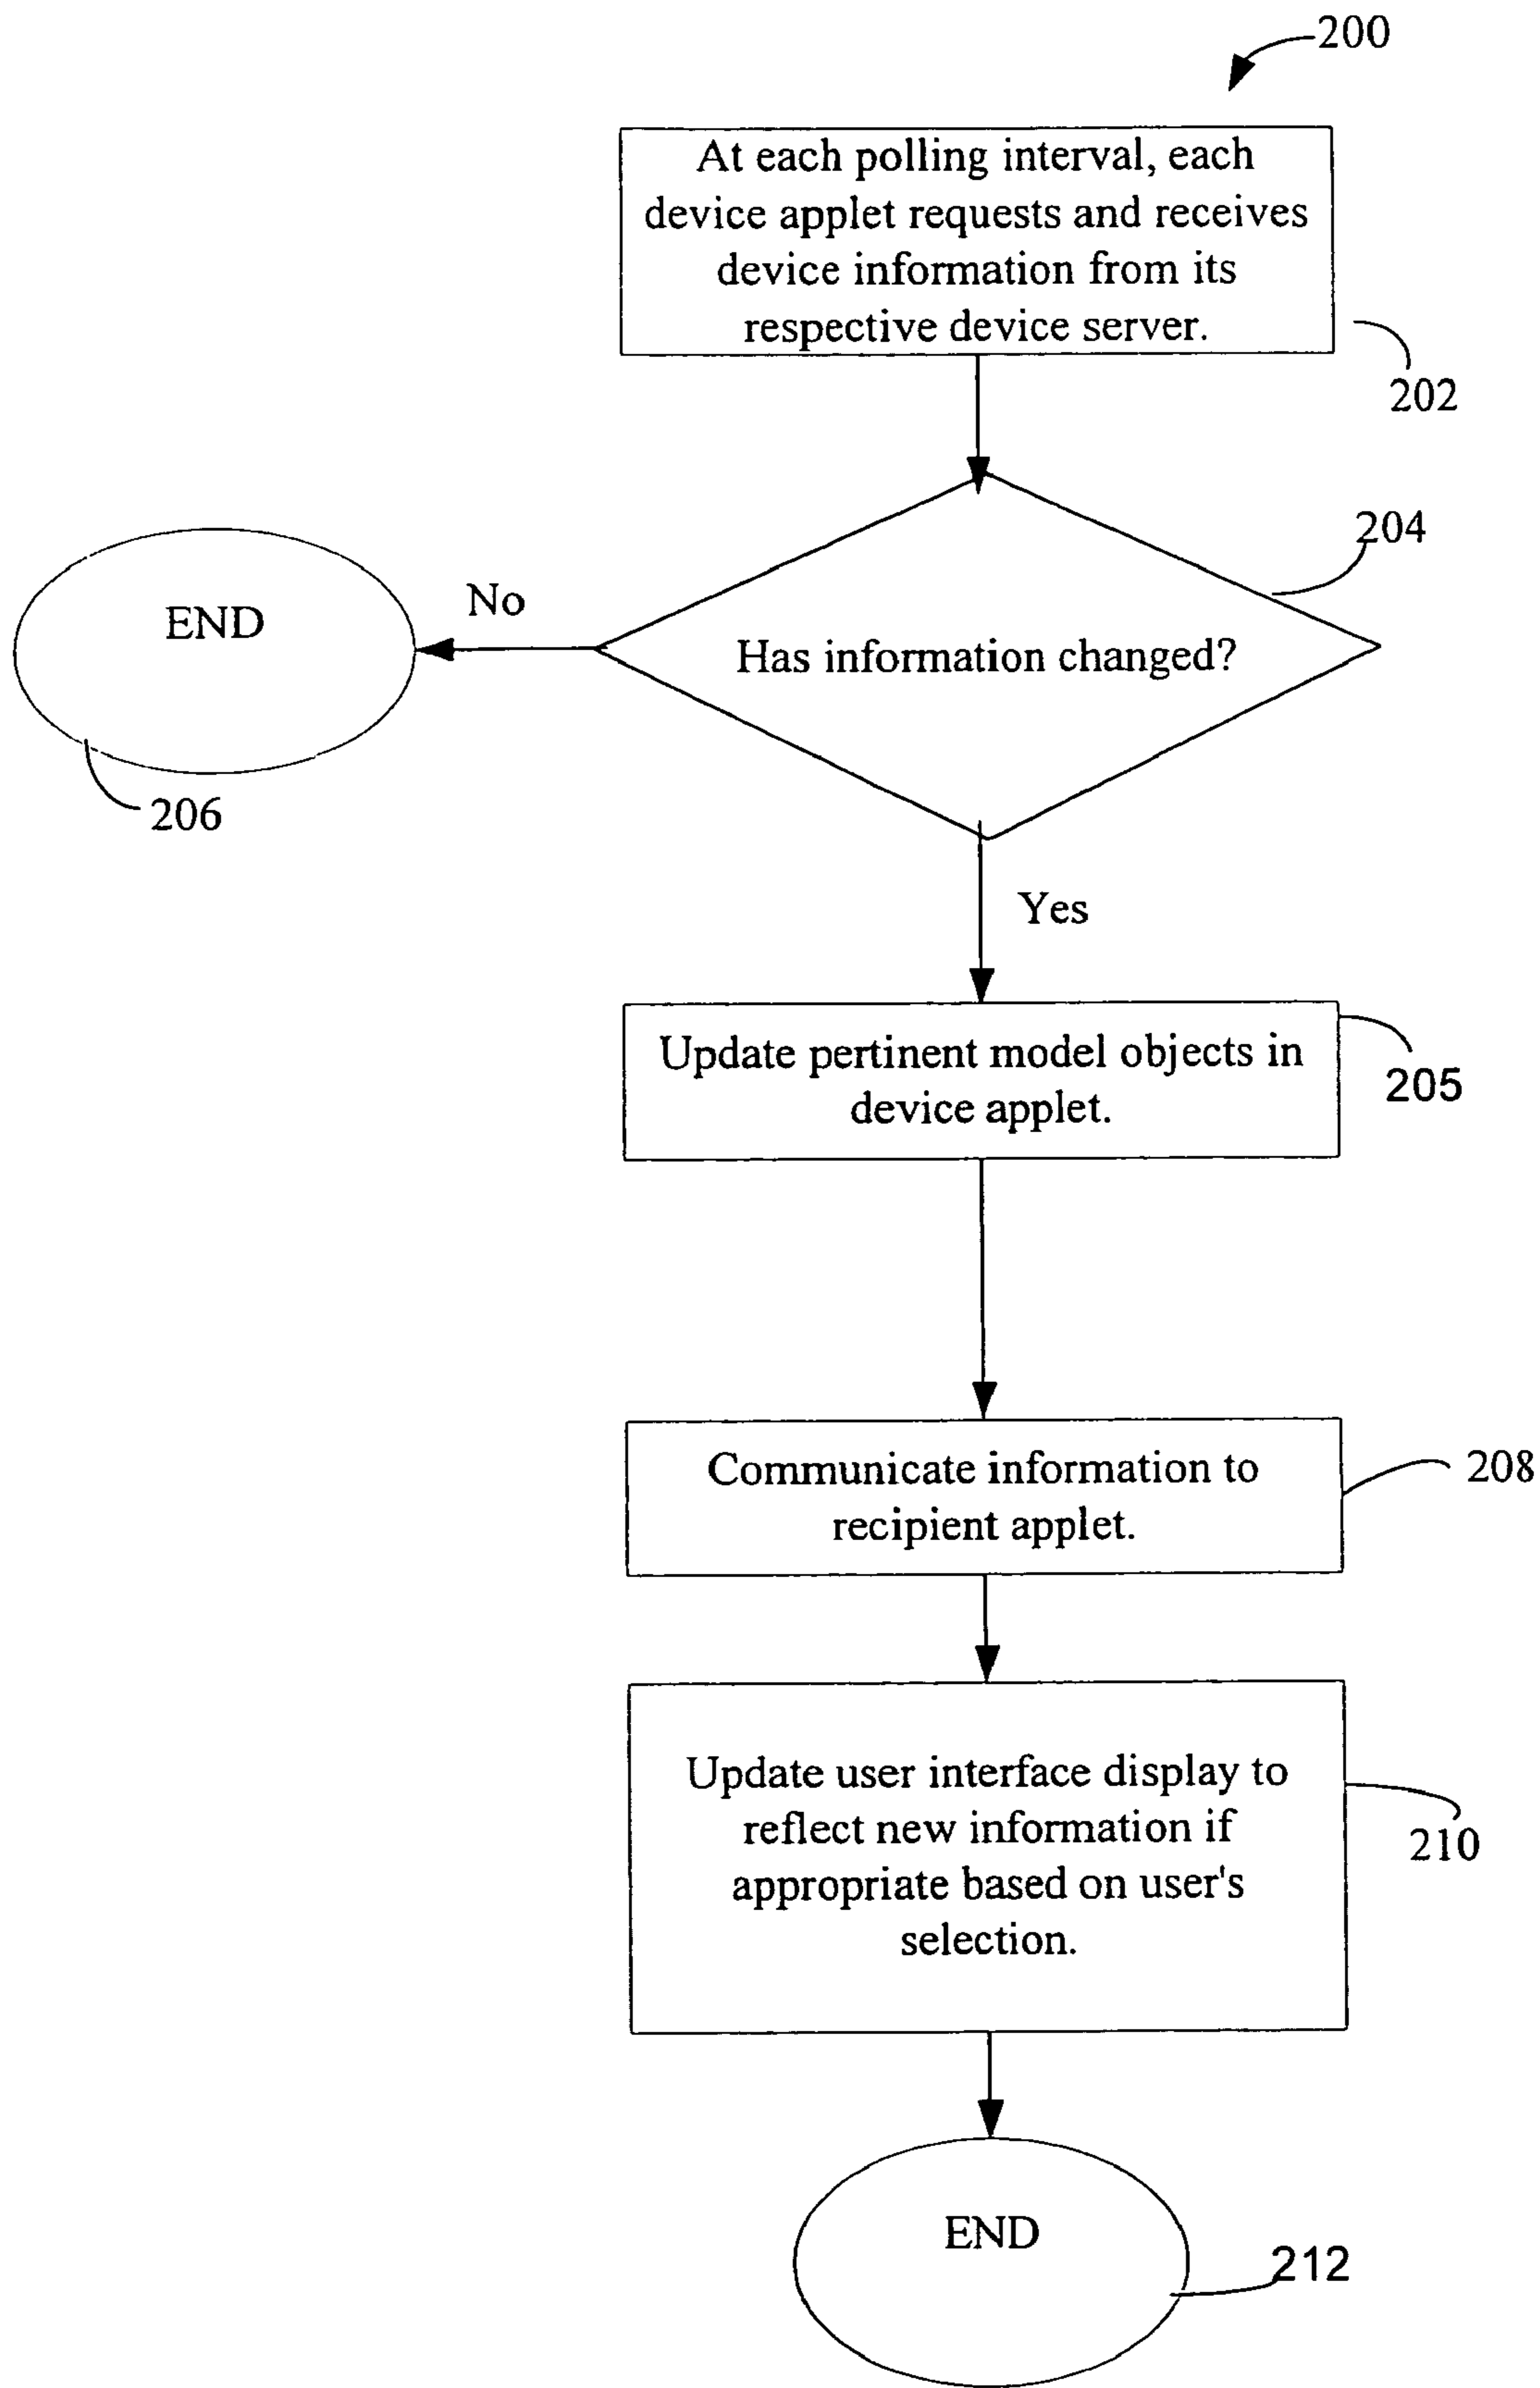 200
At each polling interval, each
device applet requests and receives
device information from its
respective device server.
202
204
No
END
Has information changed?
206
Yes
Update pertinent model objects in
device applet.
205
Communicate information to
recipient applet.
208
Update user interface display to
reflect new information if
appropriate based on user's
selection.
210
END
212